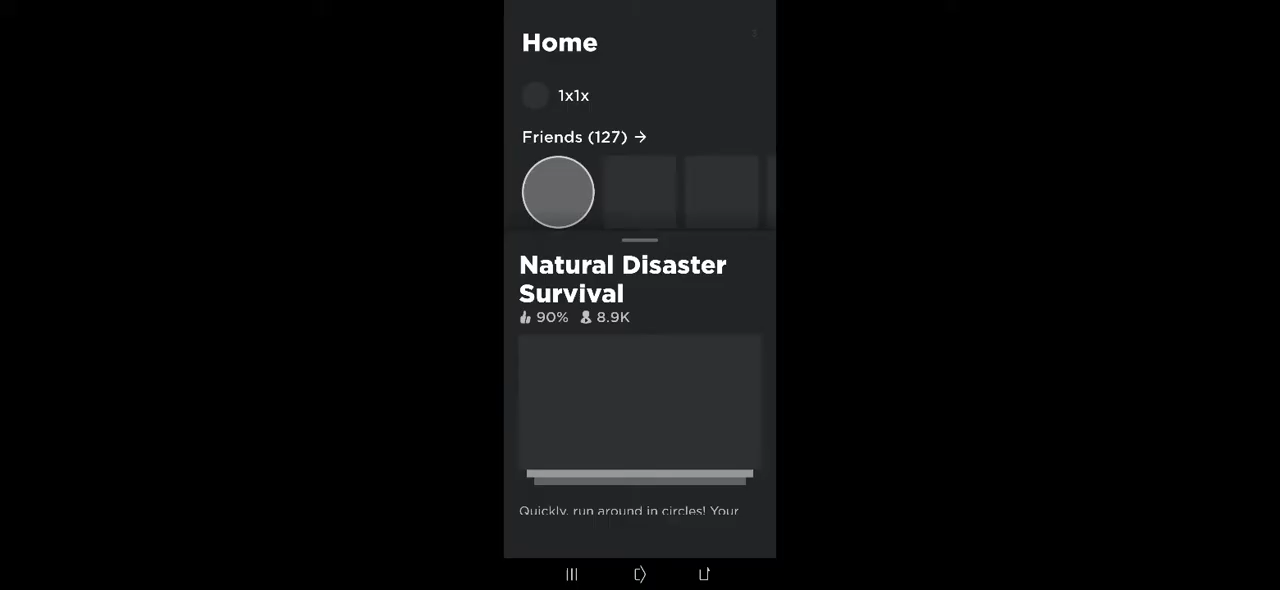 Home
1x1x
Friends (127) →
Natural Disaster
Survival
90% 8.9K
Quickly, run around in circles! Your